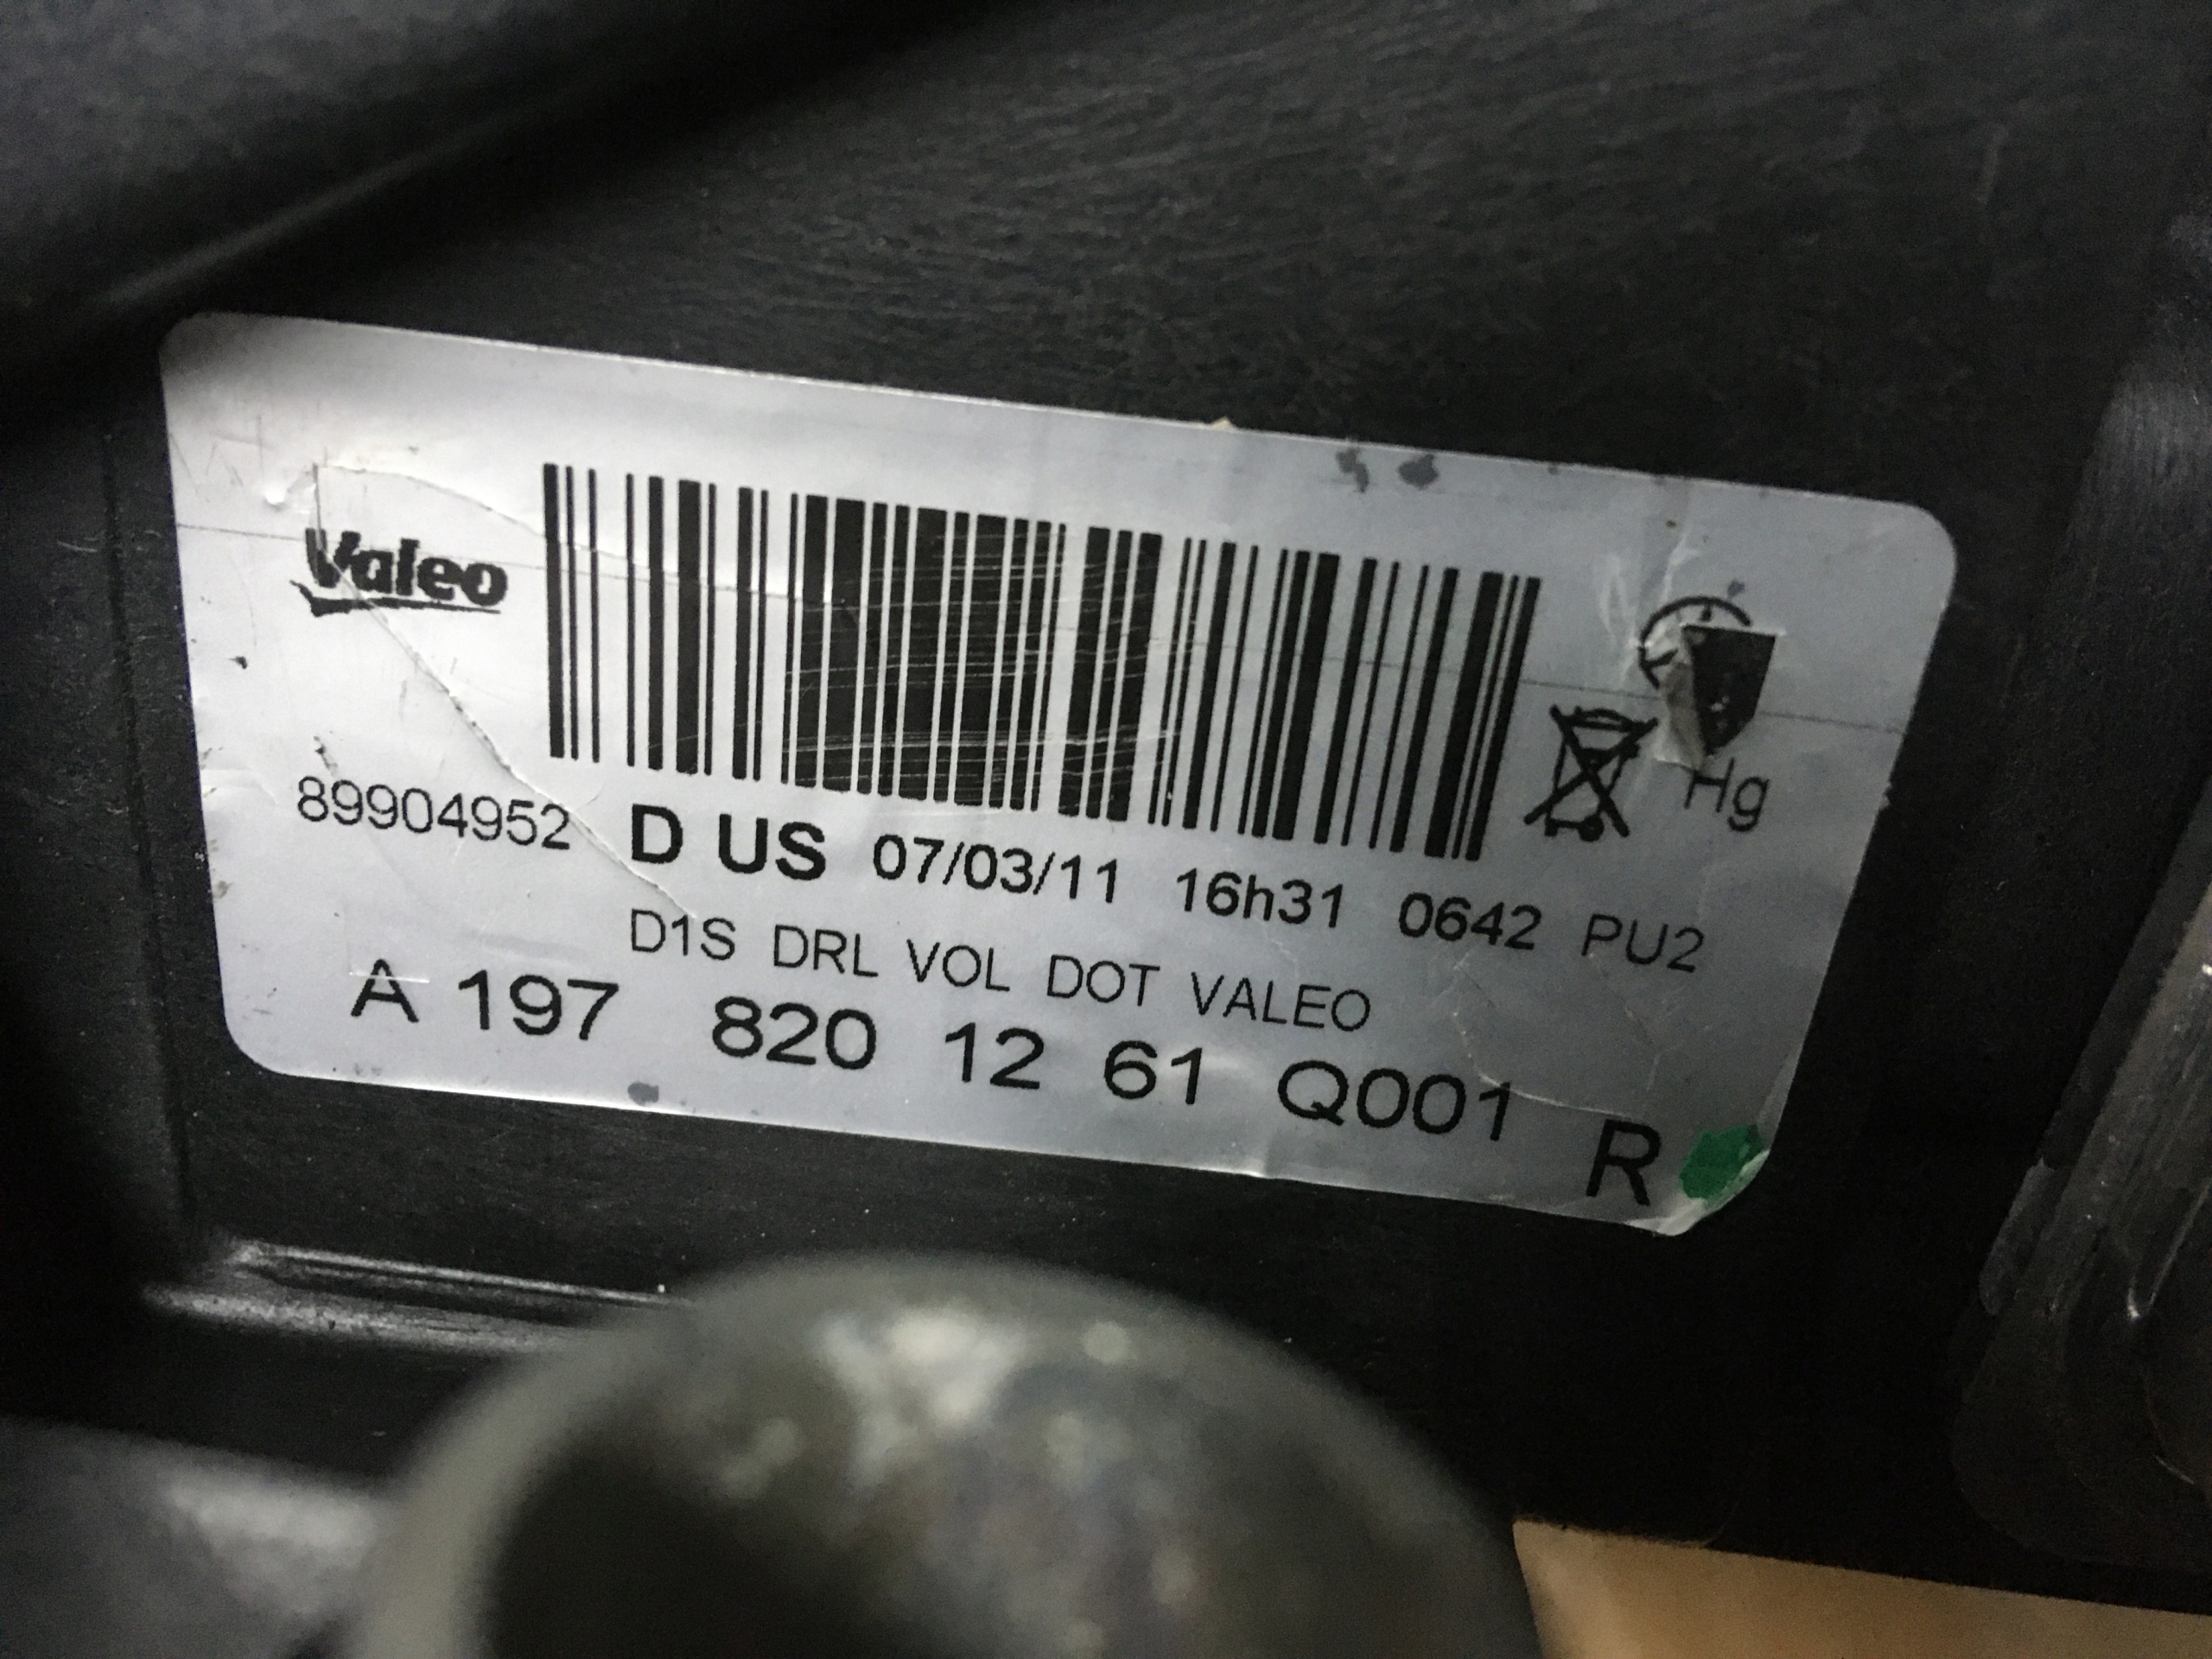 Valeo
Hg
89904952 D US 07/03/11 16h31 0642 PU2
D1S DRL VOL DOT VALEO
A 197 820 12 61 Q001 R